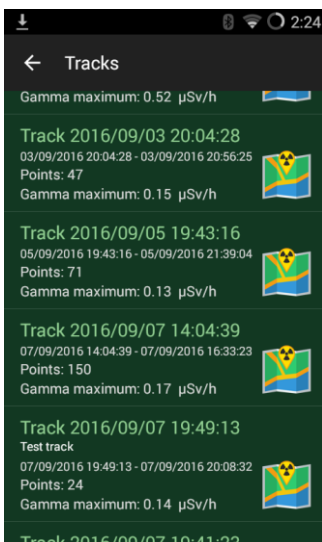 2:24
Tracks
Gamma maximum: 0.52 µSv/h
Track 2016/09/03 20:04:28
03/09/2016 20:04:28 - 03/09/2016 20:56:25
Points: 47
Gamma maximum: 0.15 µSv/h
Track 2016/09/05 19:43:16
05/09/2016 19:43:16 - 05/09/2016 21:39:04
Points: 71
Gamma maximum: 0.13 µSv/h
Track 2016/09/07 14:04:39
07/09/2016 14:04:39 - 07/09/2016 16:33:23
Points: 150
Gamma maximum: 0.17 µSv/h
Track 2016/09/07 19:49:13
Test track
07/09/2016 19:49:13 - 07/09/2016 20:08:32
Points: 24
Gamma maximum: 0.14 µSv/h
Track 2016/09/07